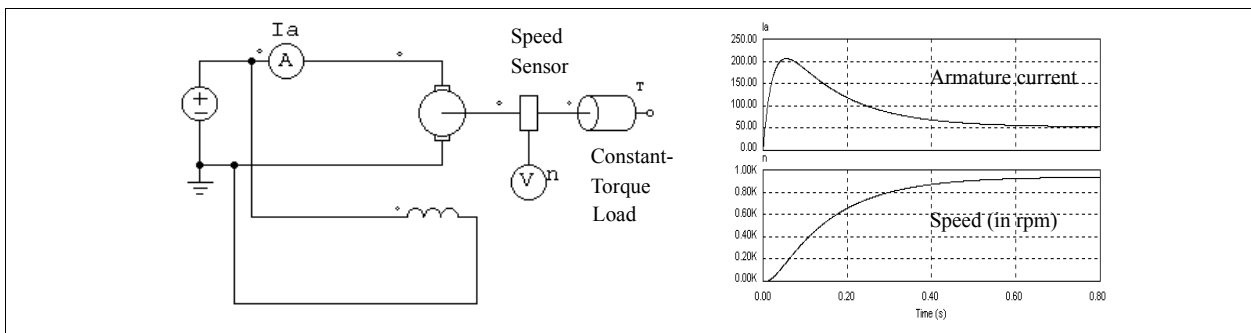 Ia
A
Speed
Sensor
T
V
n
Constant-
Torque
Load
Ia
250.00
200.00
150.00
100.00
50.00
0.00
Armature current
n
1.00K
0.80K
0.60K
0.40K
0.20K
0.00K
Speed (in rpm)
0.00 0.20 0.40 0.60 0.80
Time (s)